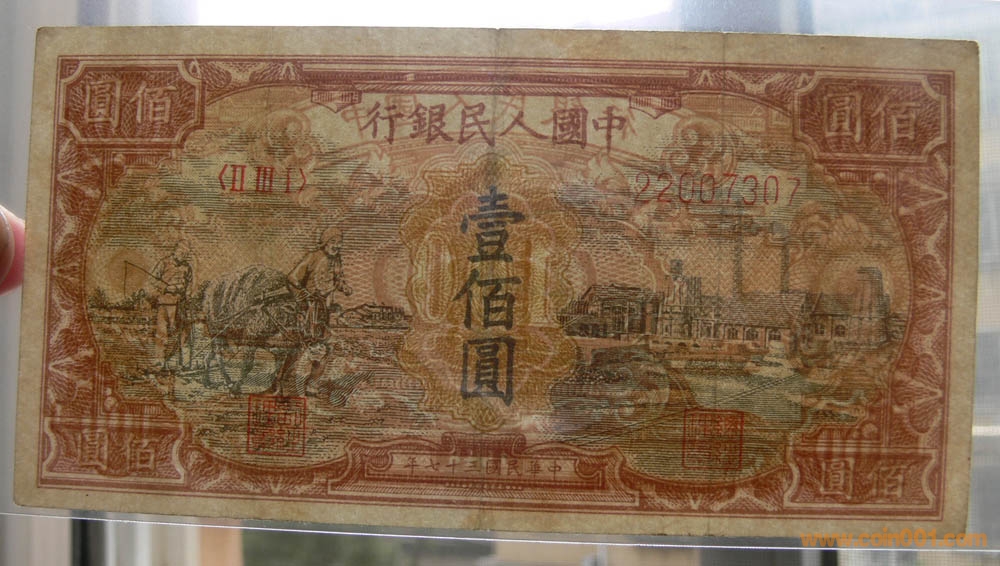 佰圓
佰圓
中國人民銀行
〈II III I〉
22007307
壹佰圓
佰圓
佰圓
中華民國三十七年
www.coin001.com